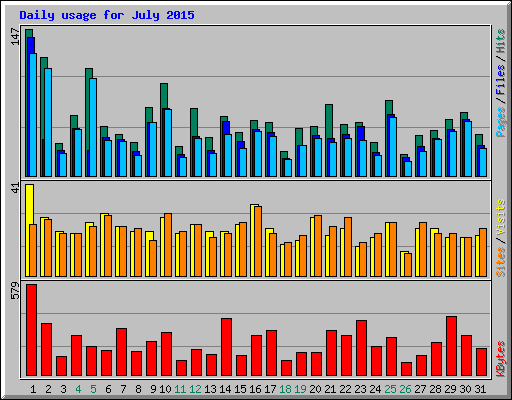 Daily usage for July 2015
147
Pages / Files / Hits
41
Sites / Visits
579
KBytes
1 2 3 4 5 6 7 8 9 10 11 12 13 14 15 16 17 18 19 20 21 22 23 24 25 26 27 28 29 30 31